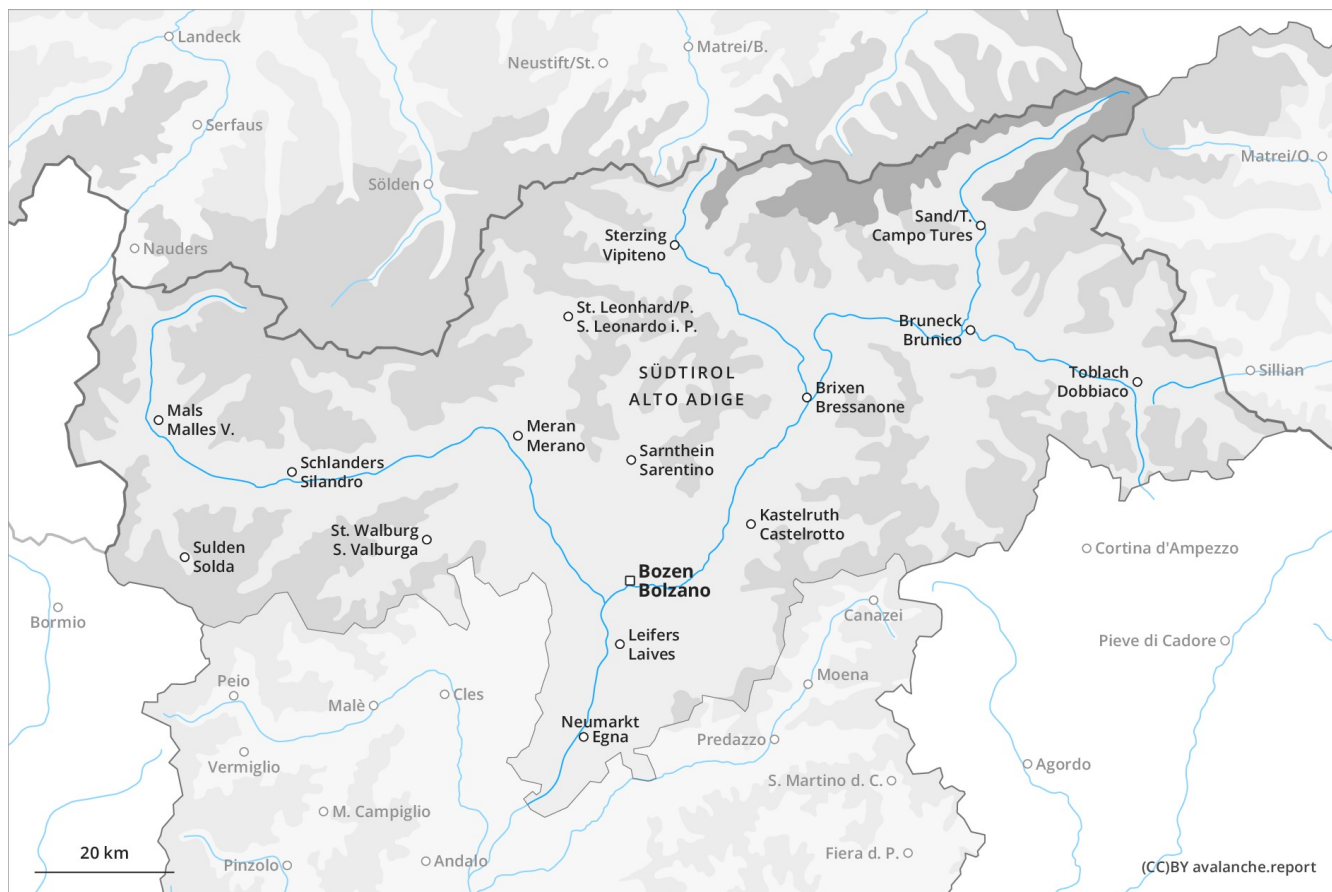 Landeck
Matrei/B.
Neustift/St.
Serfaus
Matrei/O.
Sölden
Sand/T.
Campo Tures
Sterzing
Vipiteno
Nauders
St. Leonhard/P.
S. Leonardo i. P.
Bruneck
Brunico
SÜDTIROL
ALTO ADIGE
Toblach
Dobbiaco
Sillian
Brixen
Bressanone
Mals
Malles V.
Meran
Merano
Sarnthein
Sarentino
Schlanders
Silandro
Kastelruth
Castelrotto
St. Walburg
S. Valburga
Sulden
Solda
Cortina d'Ampezzo
Bozen
Bolzano
Bormio
Canazei
Leifers
Laives
Pieve di Cadore
Peio
Moena
Malè
Cles
Neumarkt
Egna
Predazzo
Vermiglio
Agordo
S. Martino d. C.
M. Campiglio
20 km
Pinzolo
Andalo
Fiera d. P.
(CC)BY avalanche.report